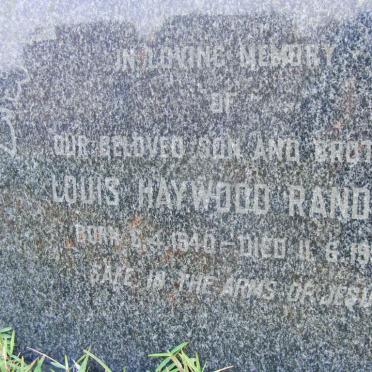 IN LOVING MEMORY
OF
OUR BELOVED SON AND BROT
LOUIS HAYWOOD RAND
BORN 6.4.1940 - DIED 11.6.19
SAFE IN THE ARMS OF JESU